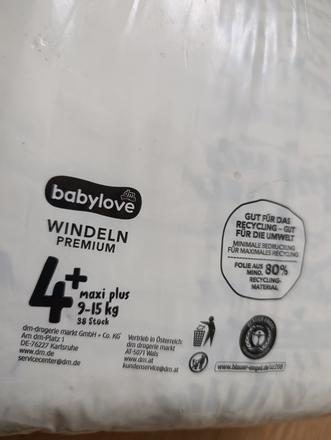 babylove
dm
WINDELN
PREMIUM
4+
maxi plus
9-15 kg
38 Stück
dm-drogerie markt GmbH + Co. KG
Am dm-Platz 1
DE-76227 Karlsruhe
www.dm.de
servicecenter@dm.de
Vertrieb in Österreich:
dm drogerie markt
AT-5071 Wals
www.dm.at
kundenservice@dm.at
GUT FÜR DAS
RECYCLING – GUT
FÜR DIE UMWELT
MINIMALE BEDRUCKUNG
FÜR MAXIMALES RECYCLING
FOLIE AUS
MIND. 80%
RECYCLING-
MATERIAL